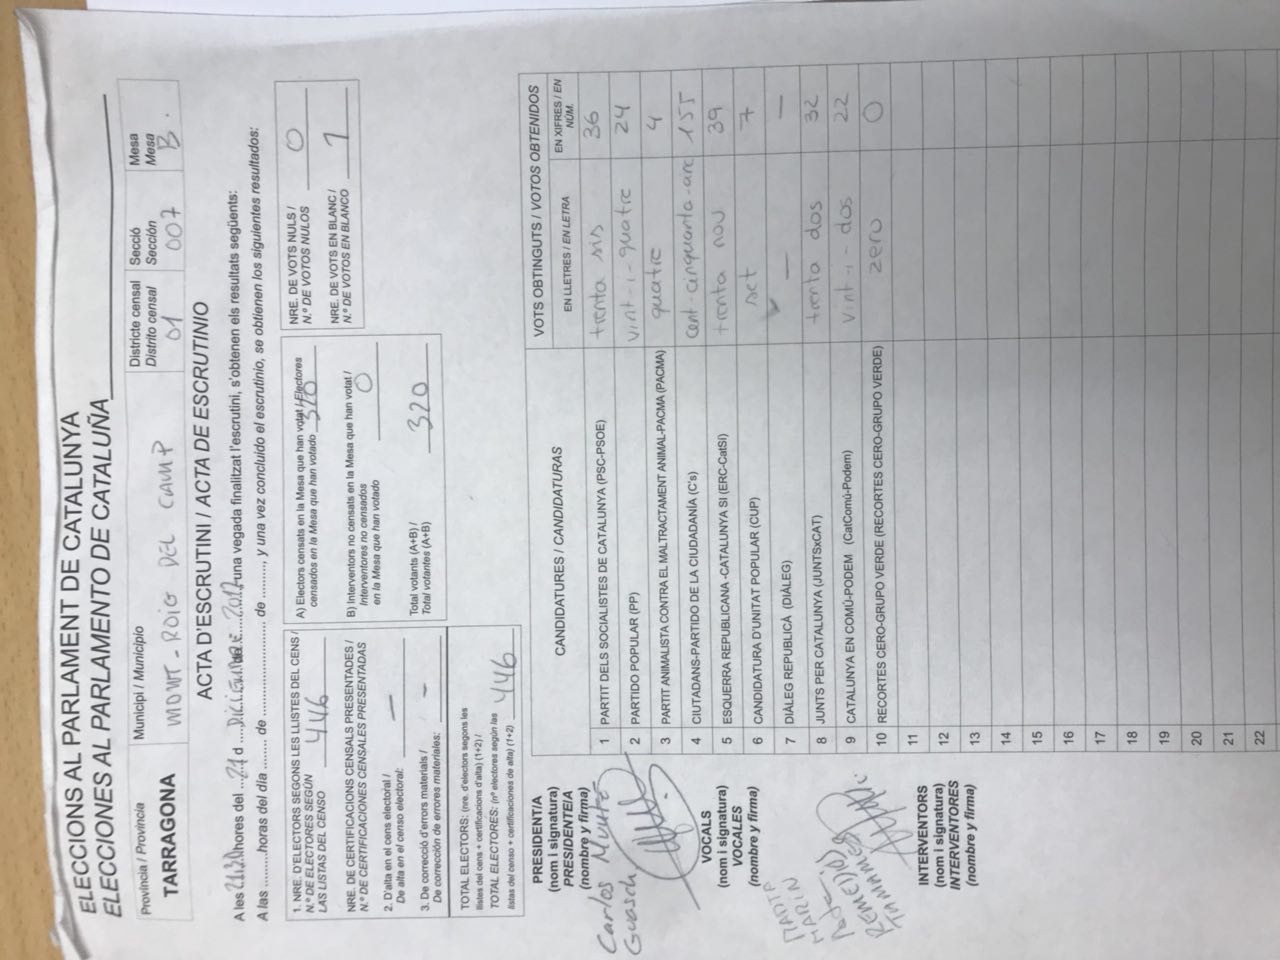 ELECCIONS AL PARLAMENT DE CATALUNYA
ELECCIONES AL PARLAMENTO DE CATALUÑA
Província / Provincia
TARRAGONA
Municipi / Municipio
MONT-ROIG DEL CAMP
Districte censal
Distrito censal
01
Secció
Sección
007
Mesa
Mesa
B.
ACTA D'ESCRUTINI / ACTA DE ESCRUTINIO
A les 21:30 hores del ...21 d ....DICIEMBRE de 2017 una vegada finalitzat l'escrutini, s'obtenen els resultats següents:
A las ..........horas del día ........ de ........................ de ........., y una vez concluido el escrutinio, se obtienen los siguientes resultados:
1. NRE. D'ELECTORS SEGONS LES LLISTES DEL CENS /
N.º DE ELECTORES SEGÚN
LAS LISTAS DEL CENSO 446
NRE. DE CERTIFICACIONS CENSALS PRESENTADES /
N.º DE CERTIFICACIONES CENSALES PRESENTADAS
2. D'alta en el cens electoral /
De alta en el censo electoral: —
3. De correcció d'errors materials /
De corrección de errores materiales: -
TOTAL ELECTORS: (nre. d'electors segons les
llistes del cens + certificacions d'alta) (1+2) /
TOTAL ELECTORES: (nº electores según las
listas del censo + certificaciones de alta) (1+2) 446
A) Electors censats en la Mesa que han votat / Electores
censados en la Mesa que han votado 320
B) Interventors no censats en la Mesa que han votat /
Interventores no censados
en la Mesa que han votado 0
Total votants (A+B) /
Total votantes (A+B) 320
NRE. DE VOTS NULS /
N.º DE VOTOS NULOS 0
NRE. DE VOTS EN BLANC /
N.º DE VOTOS EN BLANCO 1
PRESIDENT/A
(nom i signatura)
PRESIDENTE/A
(nombre y firma)
Carlos Munté
Guasch
VOCALS
(nom i signatura)
VOCALES
(nombre y firma)
MARIN
REMEDIOS
INTERVENTORS
(nom i signatura)
INTERVENTORES
(nombre y firma)
CANDIDATURES / CANDIDATURAS
VOTS OBTINGUTS / VOTOS OBTENIDOS
EN LLETRES / EN LETRA
EN XIFRES / EN NÚM.
1 PARTIT DELS SOCIALISTES DE CATALUNYA (PSC-PSOE) trenta sis 36
2 PARTIDO POPULAR (PP) vint-i-quatre 24
3 PARTIT ANIMALISTA CONTRA EL MALTRACTAMENT ANIMAL-PACMA (PACMA) quatre 4
4 CIUTADANS-PARTIDO DE LA CIUDADANÍA (C's) cent-cinquanta-cinc 155
5 ESQUERRA REPUBLICANA -CATALUNYA SI (ERC-CatSI) trenta nou 39
6 CANDIDATURA D'UNITAT POPULAR (CUP) set 7
7 DIÀLEG REPUBLICÀ (DIÀLEG) — —
8 JUNTS PER CATALUNYA (JUNTSxCAT) trenta dos 32
9 CATALUNYA EN COMÚ-PODEM (CatComú-Podem) vint-i-dos 22
10 RECORTES CERO-GRUPO VERDE (RECORTES CERO-GRUPO VERDE) zero 0
11
12
13
14
15
16
17
18
19
20
21
22